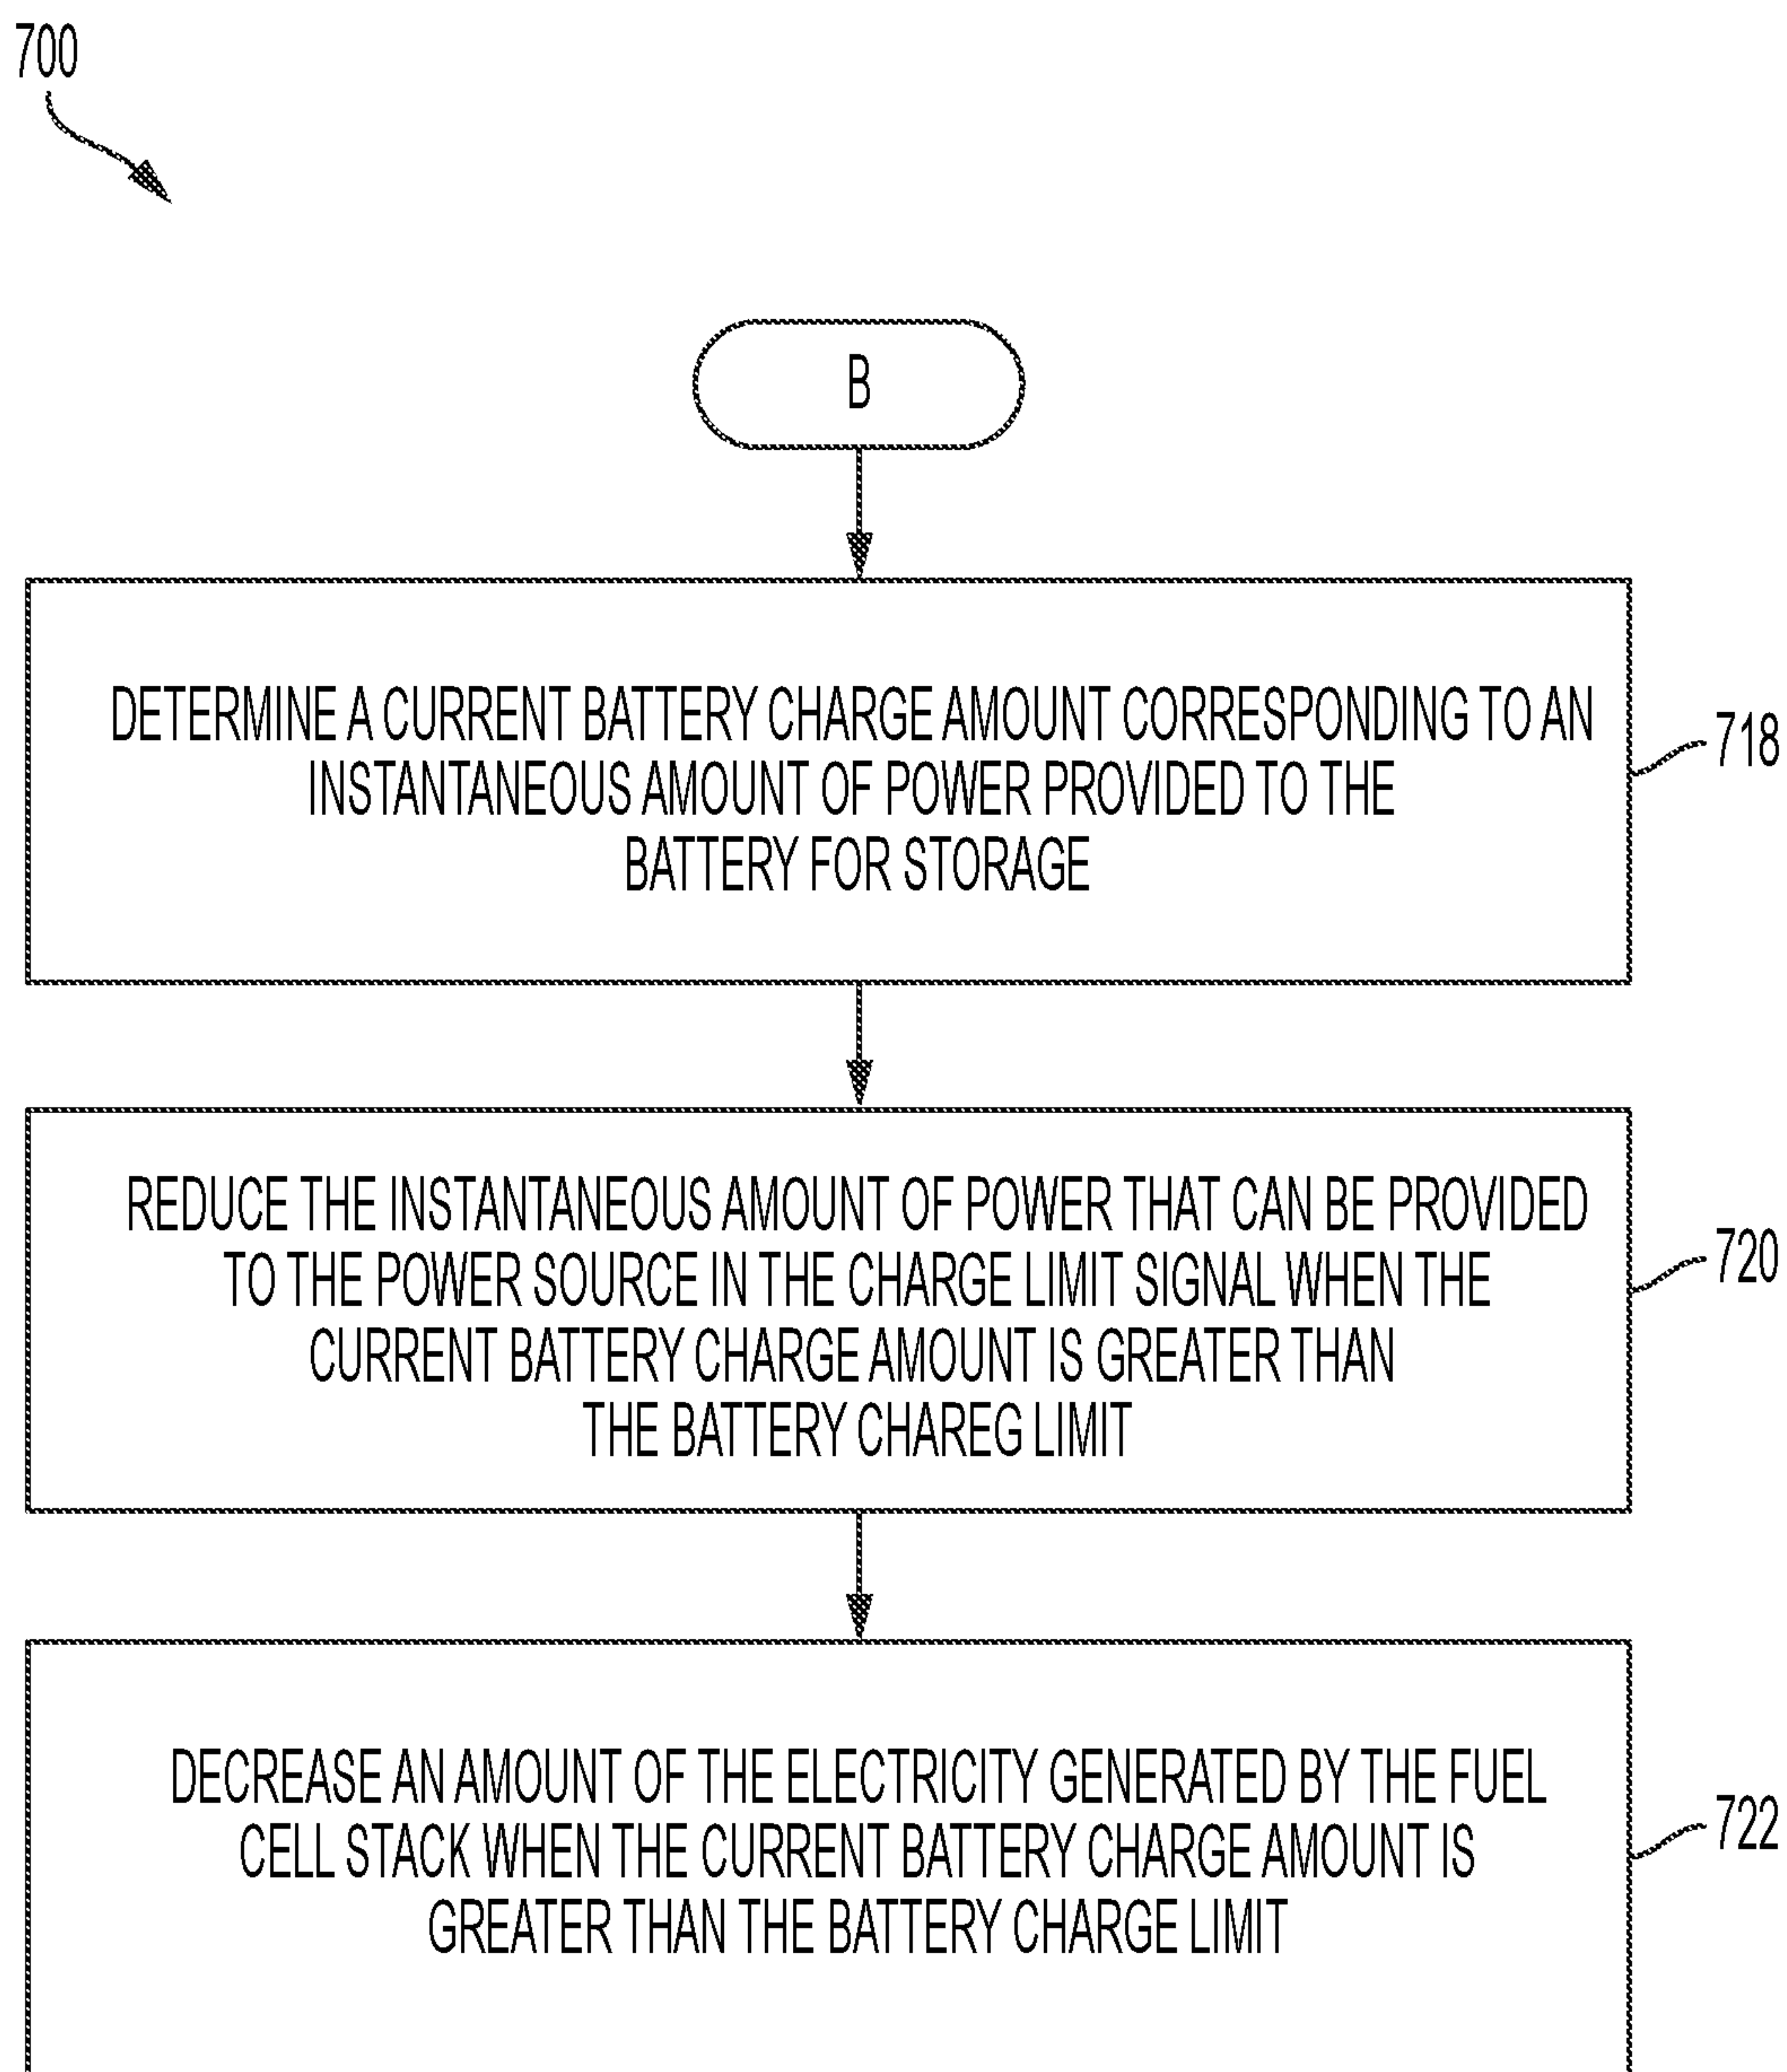 700
B
DETERMINE A CURRENT BATTERY CHARGE AMOUNT CORRESPONDING TO AN
INSTANTANEOUS AMOUNT OF POWER PROVIDED TO THE
BATTERY FOR STORAGE
718
REDUCE THE INSTANTANEOUS AMOUNT OF POWER THAT CAN BE PROVIDED
TO THE POWER SOURCE IN THE CHARGE LIMIT SIGNAL WHEN THE
CURRENT BATTERY CHARGE AMOUNT IS GREATER THAN
THE BATTERY CHAREG LIMIT
720
DECREASE AN AMOUNT OF THE ELECTRICITY GENERATED BY THE FUEL
CELL STACK WHEN THE CURRENT BATTERY CHARGE AMOUNT IS
GREATER THAN THE BATTERY CHARGE LIMIT
722